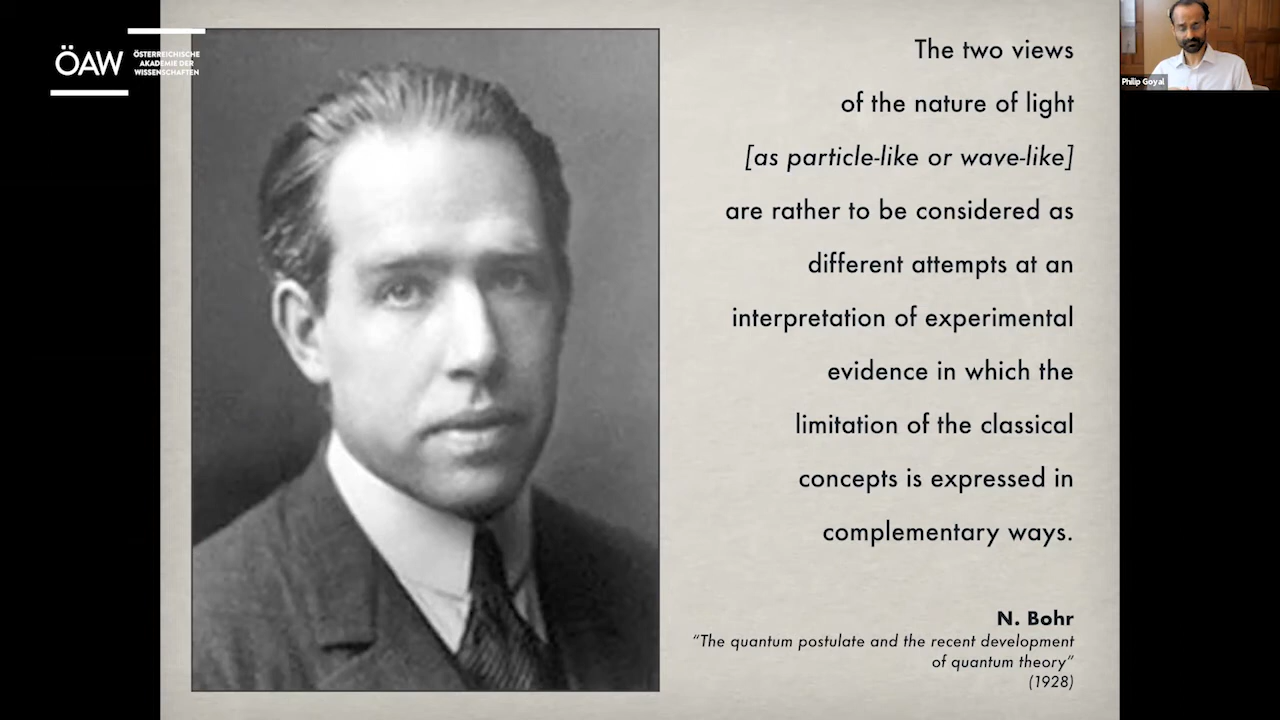 ÖAW
ÖSTERREICHISCHE
AKADEMIE DER
WISSENSCHAFTEN
The two views
of the nature of light
[as particle-like or wave-like]
are rather to be considered as
different attempts at an
interpretation of experimental
evidence in which the
limitation of the classical
concepts is expressed in
complementary ways.
N. Bohr
“The quantum postulate and the recent development
of quantum theory”
(1928)
Philip Goyal